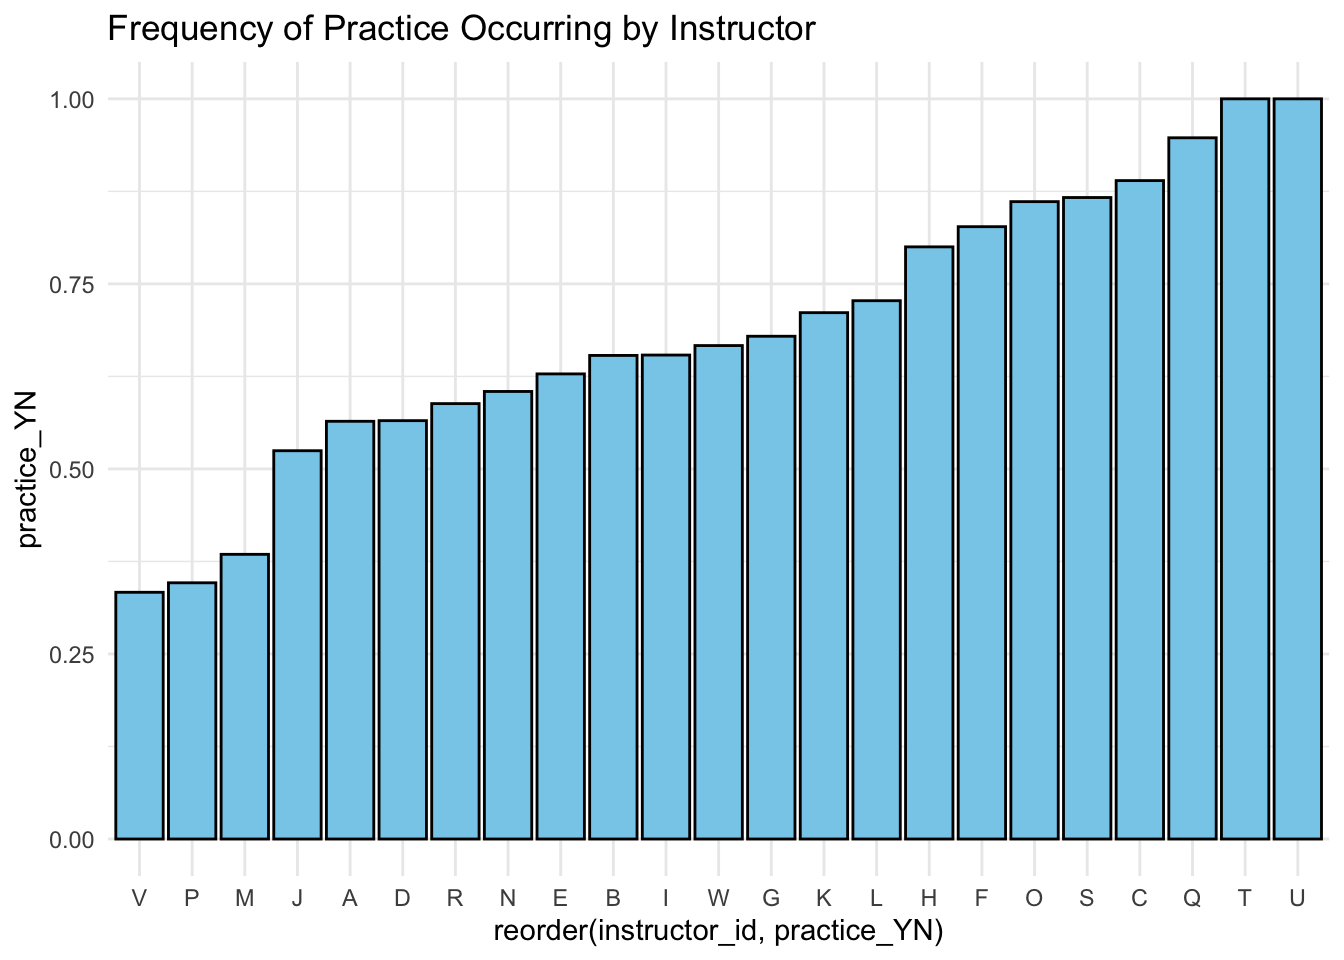 Frequency of Practice Occurring by Instructor
practice_YN
1.00
0.75
0.50
0.25
0.00
V P M J A D R N E B I W G K L H F O S C Q T U
reorder(instructor_id, practice_YN)